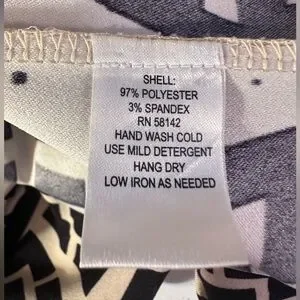 SHELL:
97% POLYESTER
3% SPANDEX
RN 58142
HAND WASH COLD
USE MILD DETERGENT
HANG DRY
LOW IRON AS NEEDED